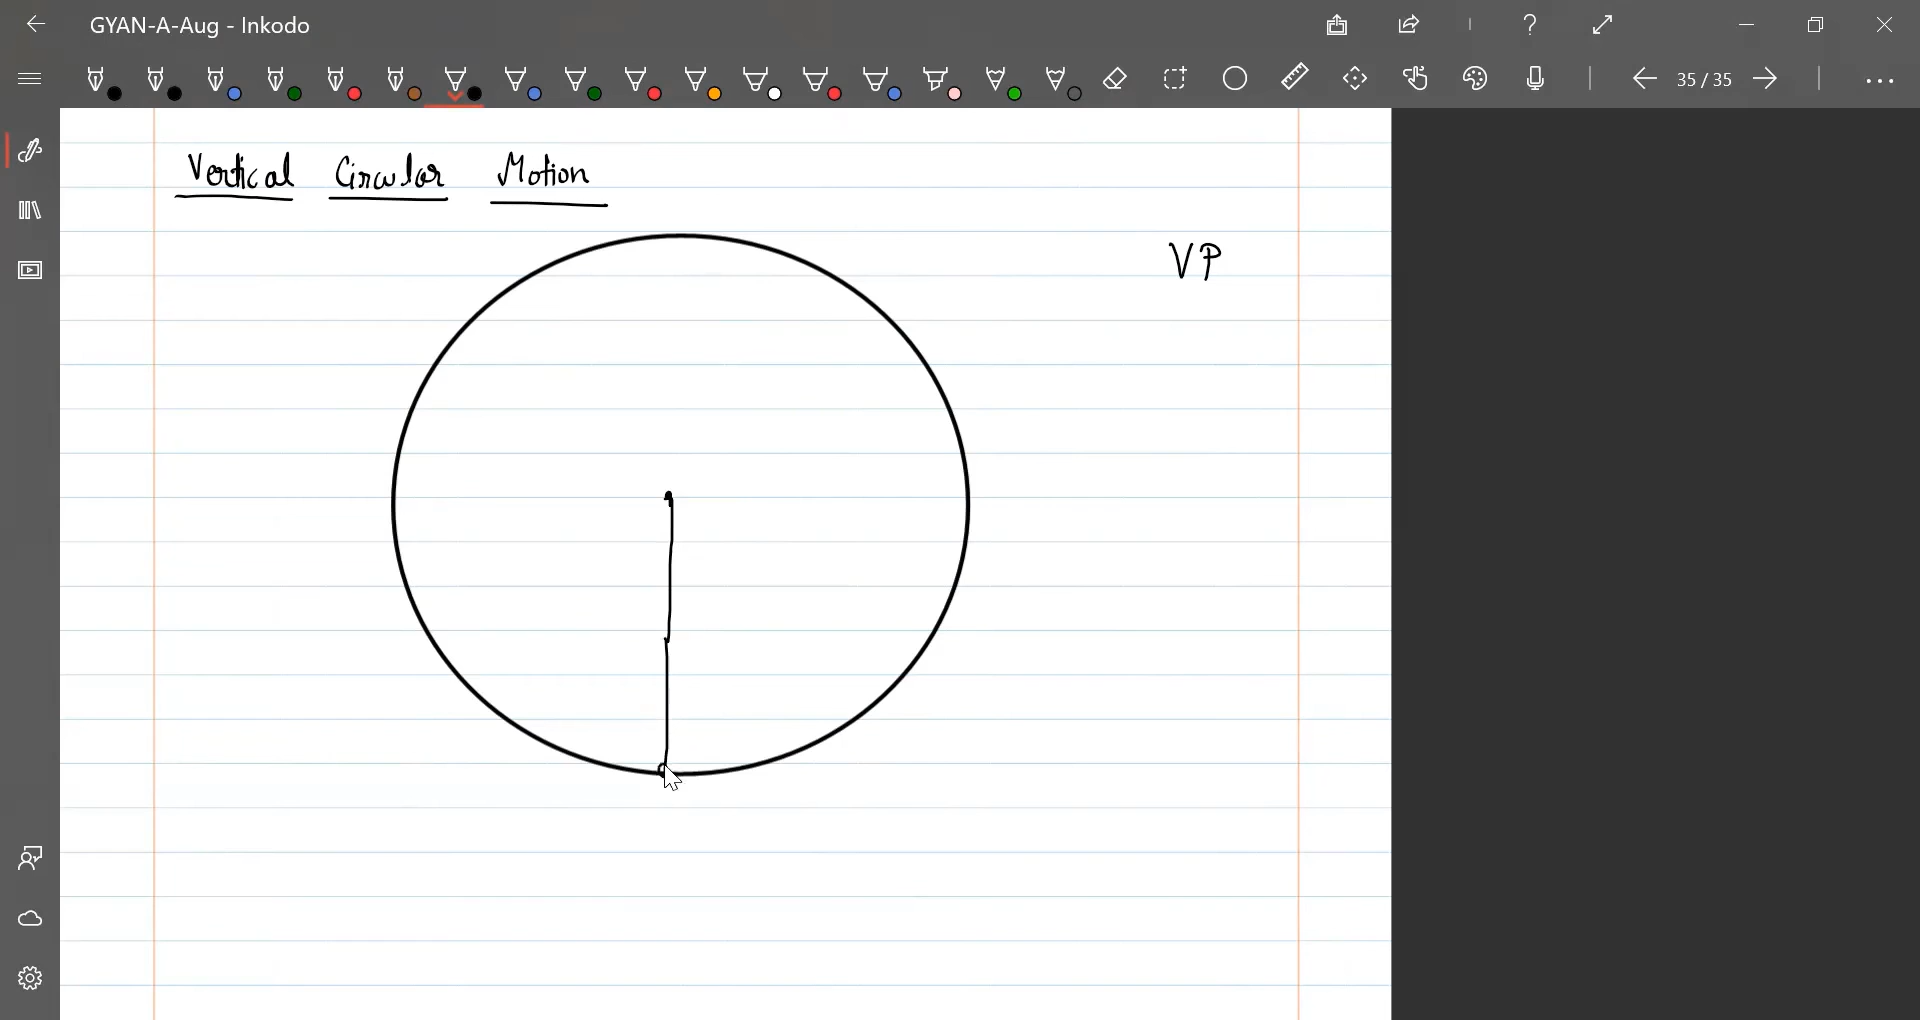 GYAN-A-Aug - Inkodo
35 / 35
Vertical Circular Motion
VP